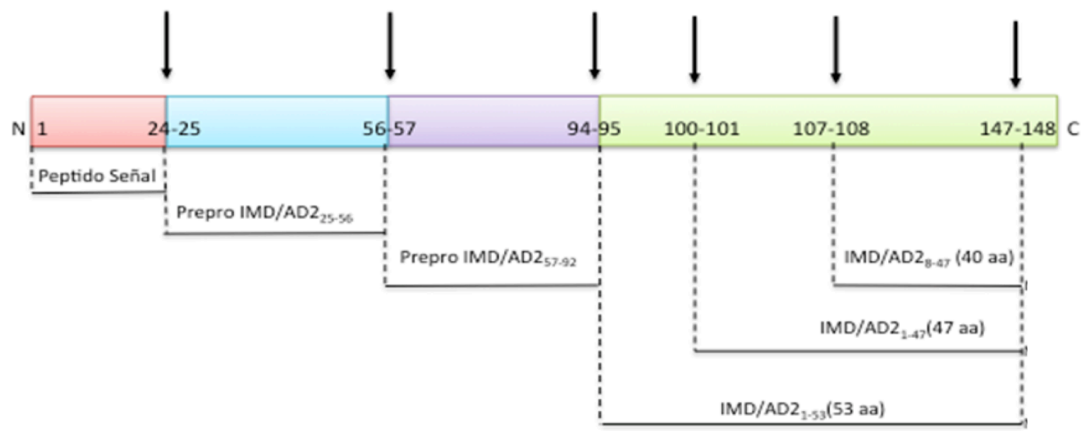 N 1 24-25 56-57 94-95 100-101 107-108 147-148 C
Peptido Señal
Prepro IMD/AD2₂₅₋₅₆
Prepro IMD/AD2₅₇₋₉₂
IMD/AD2₈₋₄₇ (40 aa)
IMD/AD2₁₋₄₇(47 aa)
IMD/AD2₁₋₅₃(53 aa)